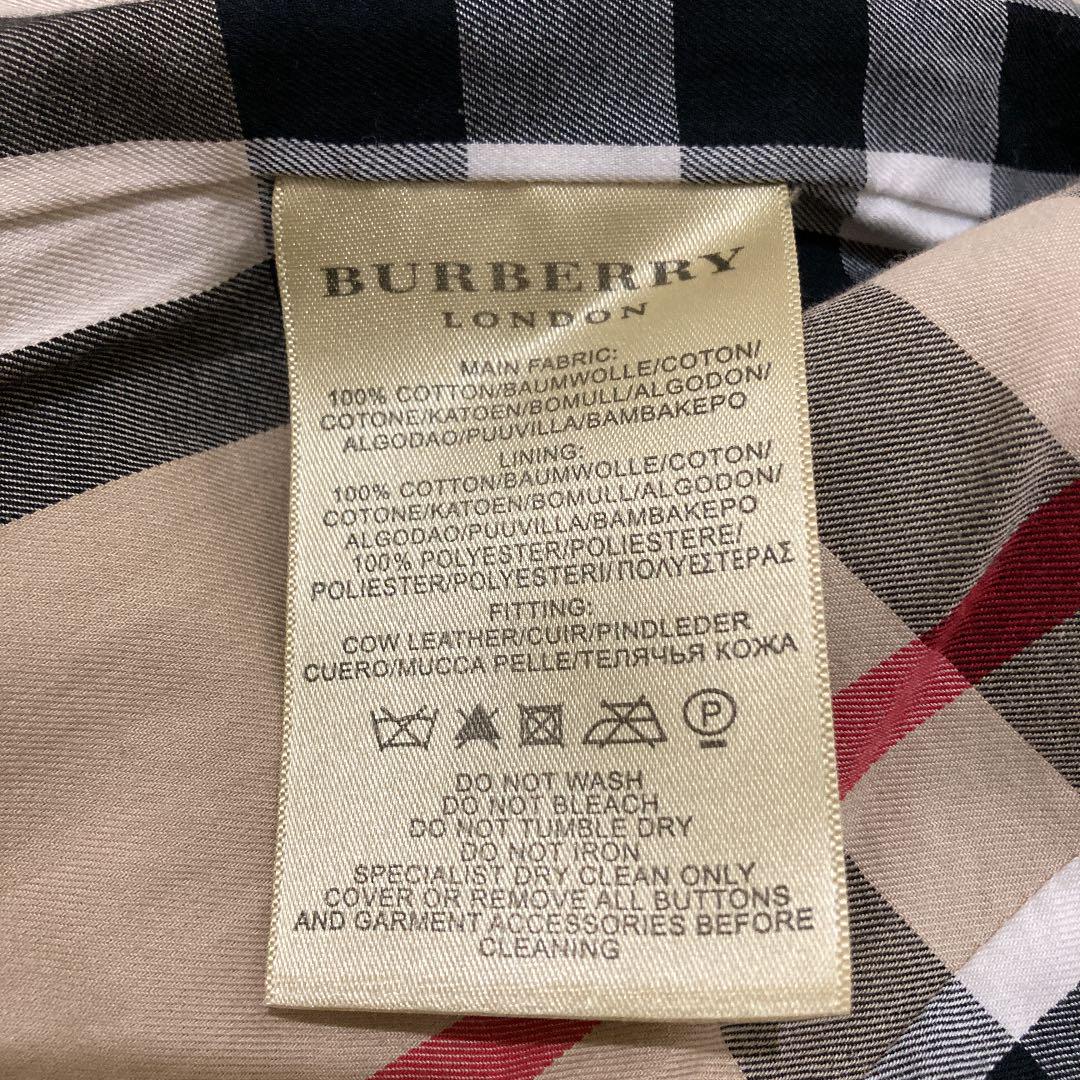 BURBERRY
LONDON
MAIN FABRIC:
100% COTTON/BAUMWOLLE/COTON/
COTONE/KATOEN/BOMULL/ALGODON/
ALGODAO/PUUVILLA/BAMBAKEPO
LINING:
100% COTTON/BAUMWOLLE/COTON/
COTONE/KATOEN/BOMULL/ALGODON/
ALGODAO/PUUVILLA/BAMBAKEPO
100% POLYESTER/POLIESTERE/
POLIESTER/POLYESTERI/ΠΟΛΥΕΣΤΕΡΑΣ
FITTING:
COW LEATHER/CUIR/PINDLEDER
CUERO/MUCCA PELLE/ТЕЛЯЧЬЯ КОЖА
P
DO NOT WASH
DO NOT BLEACH
DO NOT TUMBLE DRY
DO NOT IRON
SPECIALIST DRY CLEAN ONLY
COVER OR REMOVE ALL BUTTONS
AND GARMENT ACCESSORIES BEFORE
CLEANING